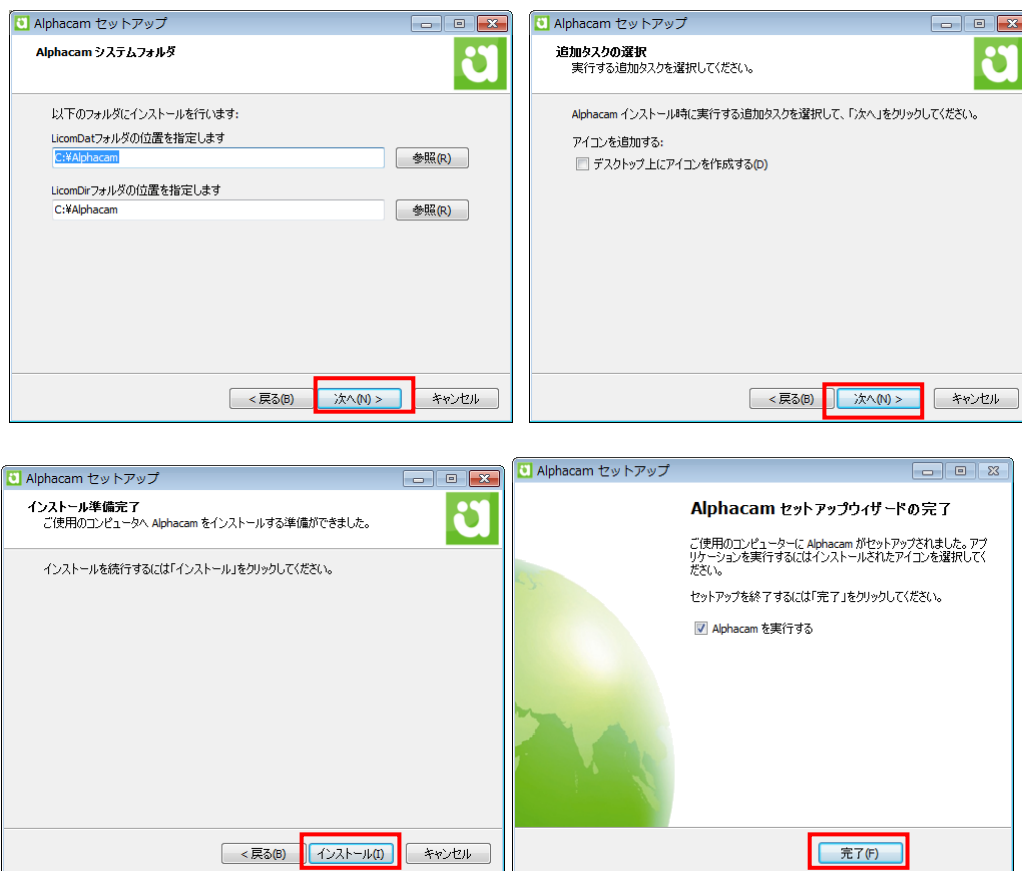 Alphacam セットアップ
Alphacam システムフォルダ
以下のフォルダにインストールを行います:
LicomDatフォルダの位置を指定します
C:¥Alphacam
参照(R)
LicomDirフォルダの位置を指定します
C:¥Alphacam
参照(R)
< 戻る(B)
次へ(N) >
キャンセル
Alphacam セットアップ
追加タスクの選択
実行する追加タスクを選択してください。
Alphacam インストール時に実行する追加タスクを選択して、「次へ」をクリックしてください。
アイコンを追加する:
デスクトップ上にアイコンを作成する(D)
< 戻る(B)
次へ(N) >
キャンセル
Alphacam セットアップ
インストール準備完了
ご使用のコンピュータへ Alphacam をインストールする準備ができました。
インストールを続行するには「インストール」をクリックしてください。
< 戻る(B)
インストール(I)
キャンセル
Alphacam セットアップ
Alphacam セットアップウィザードの完了
ご使用のコンピューターに Alphacam がセットアップされました。アプ
リケーションを実行するにはインストールされたアイコンを選択してく
ださい。
セットアップを終了するには「完了」をクリックしてください。
Alphacam を実行する
完了(F)